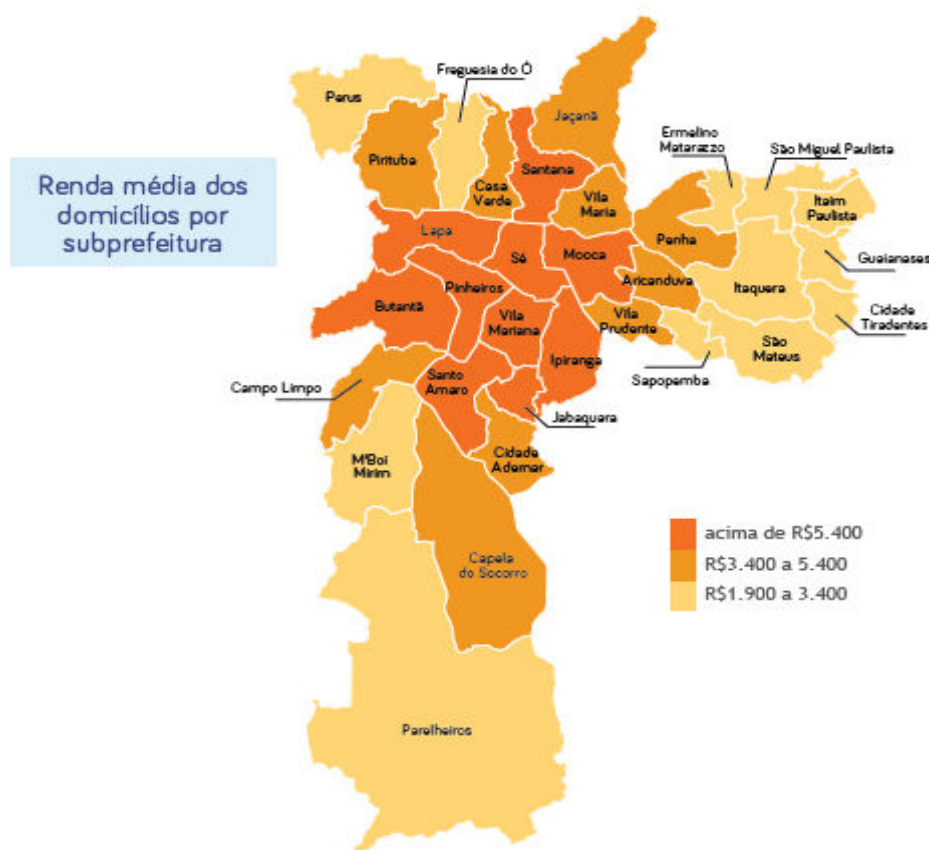 Freguesia do Ó
Perus
Jaçanã
Ermelino
Matarazzo
São Miguel Paulista
Pirituba
Santana
Casa
Verde
Vila
Maria
Itaim
Paulista
Renda média dos
domicílios por
subprefeitura
Lapa
Sé
Mooca
Penha
Guaianases
Aricanduva
Itaquera
Pinheiros
Butantã
Vila
Mariana
Vila
Prudente
Cidade
Tiradentes
São
Mateus
Ipiranga
Santo
Amaro
Sapopemba
Campo Limpo
Jabaquara
M'Boi
Mirim
Cidade
Ademar
acima de R$5.400
R$3.400 a 5.400
R$1.900 a 3.400
Capela
do Socorro
Parelheiros